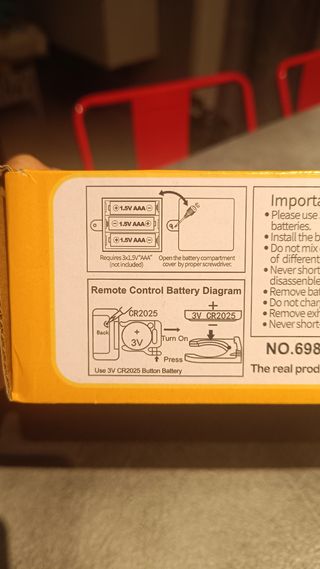 ⊕1.5V AAA⊖
⊖1.5V AAA⊕
⊕1.5V AAA⊖
Requires 3x1.5V"AAA"
(not included)
Open the battery compartment
cover by proper screwdriver.
Remote Control Battery Diagram
CR2025
Back
+
3V
Turn On
Press
+
3V CR2025
−
Use 3V CR2025 Button Battery
Importa
•Please use
batteries.
•Install the b
•Do not mix
of different
•Never short
disassemble
•Remove bat
•Do not char
•Remove exh
•Never short-
NO.698
The real prod